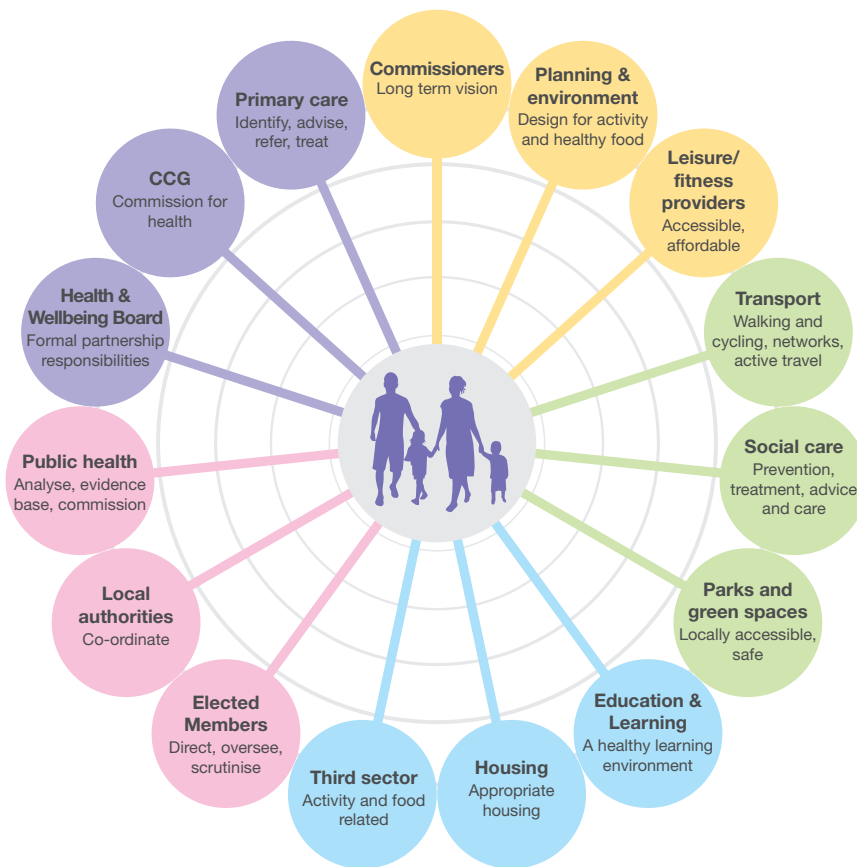 Commissioners
Long term vision
Planning &
environment
Design for activity
and healthy food
Leisure/
fitness
providers
Accessible,
affordable
Transport
Walking and
cycling, networks,
active travel
Social care
Prevention,
treatment, advice
and care
Parks and
green spaces
Locally accessible,
safe
Education &
Learning
A healthy learning
environment
Housing
Appropriate
housing
Third sector
Activity and food
related
Elected
Members
Direct, oversee,
scrutinise
Local
authorities
Co-ordinate
Public health
Analyse, evidence
base, commission
Health &
Wellbeing Board
Formal partnership
responsibilities
CCG
Commission for
health
Primary care
Identify, advise,
refer, treat